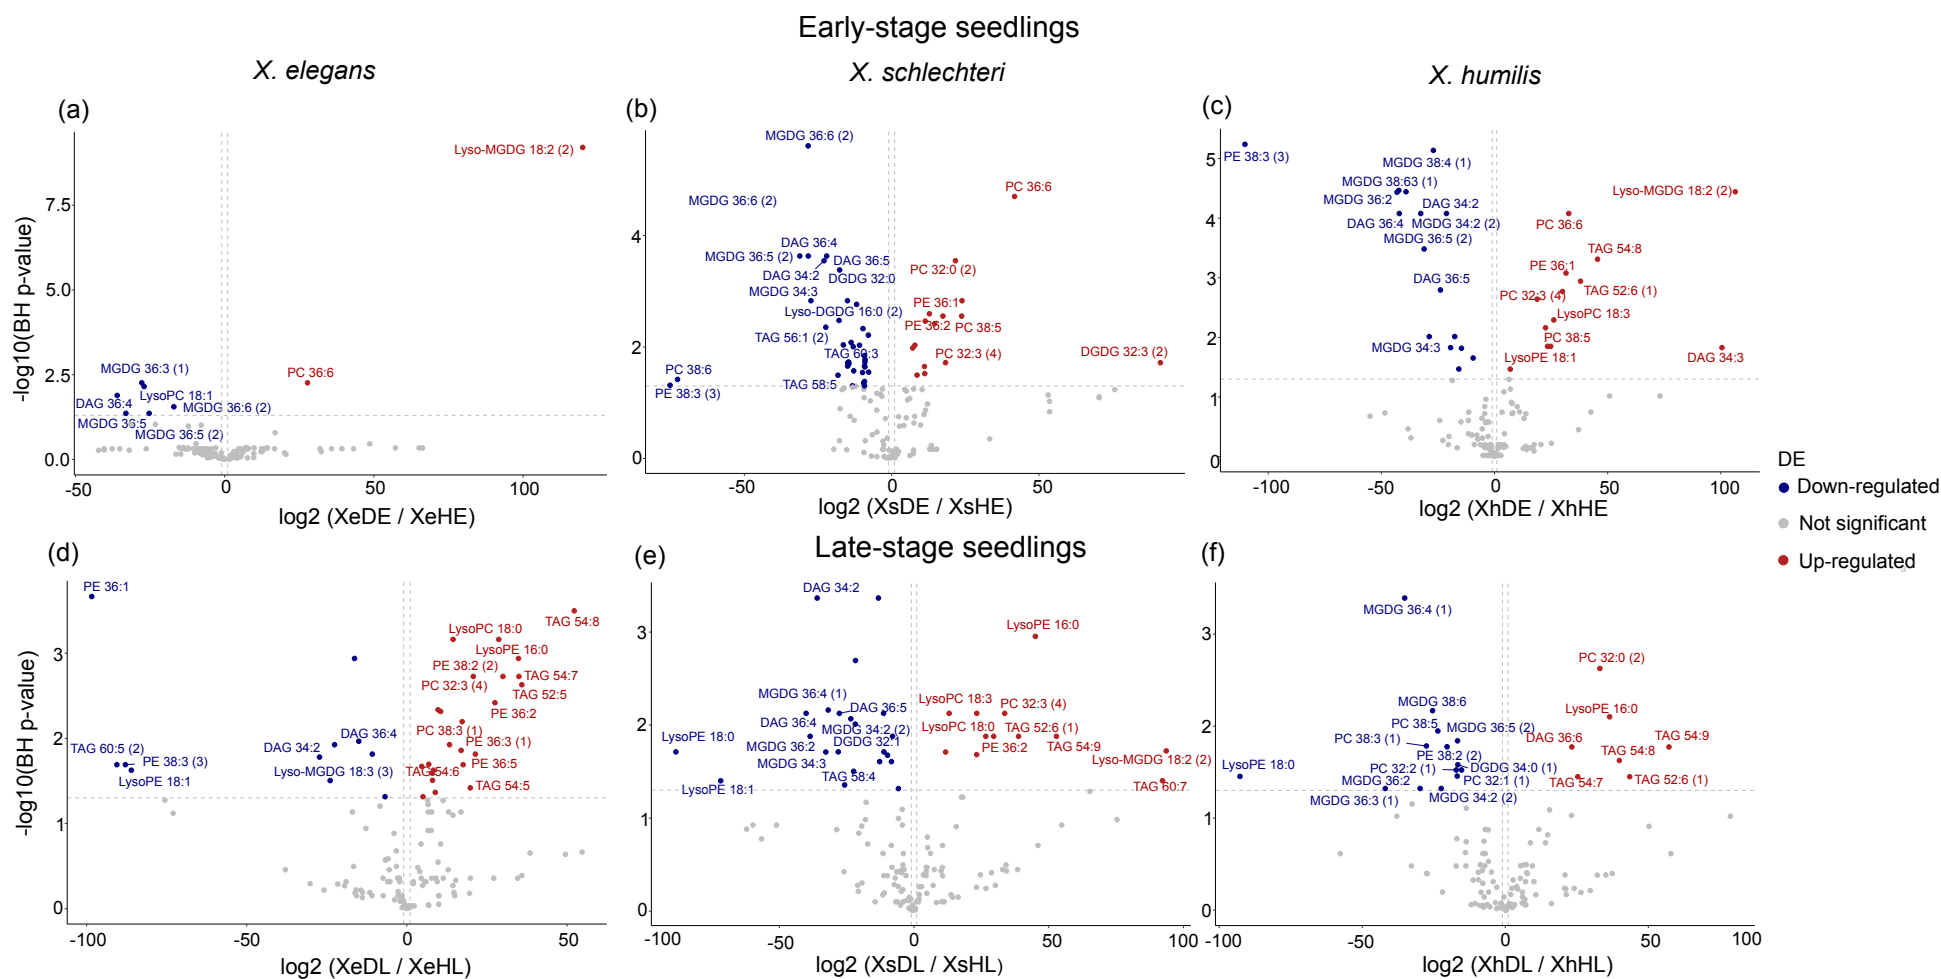 Early-stage seedlings
X. elegans
X. schlechteri
X. humilis
(a)
-log10(BH p-value)
7.5
5.0
2.5
0.0
-50
0
50
100
log2 (XeDE / XeHE)
Lyso-MGDG 18:2 (2)
MGDG 36:3 (1)
PC 36:6
LysoPC 18:1
DAG 36:4
MGDG 36:6 (2)
MGDG 36:5
MGDG 36:5 (2)
(b)
4
2
0
-50
0
50
log2 (XsDE / XsHE)
MGDG 36:6 (2)
PC 36:6
MGDG 36:6 (2)
DAG 36:4
MGDG 36:5 (2)
DAG 36:5
PC 32:0 (2)
DAG 34:2
DGDG 32:0
MGDG 34:3
PE 36:1
Lyso-DGDG 16:0 (2)
PE 36:2
PC 38:5
TAG 56:1 (2)
TAG 60:3
PC 32:3 (4)
DGDG 32:3 (2)
PC 38:6
TAG 58:5
PE 38:3 (3)
(c)
5
4
3
2
1
0
-100
-50
0
50
100
log2 (XhDE / XhHE
PE 38:3 (3)
MGDG 38:4 (1)
MGDG 38:63 (1)
Lyso-MGDG 18:2 (2)
MGDG 36:2
DAG 34:2
DAG 36:4
MGDG 34:2 (2)
PC 36:6
MGDG 36:5 (2)
TAG 54:8
PE 36:1
DAG 36:5
PC 32:3 (4)
TAG 52:6 (1)
LysoPC 18:3
PC 38:5
MGDG 34:3
LysoPE 18:1
DAG 34:3
DE
Down-regulated
Not significant
Up-regulated
Late-stage seedlings
(d)
-log10(BH p-value)
3
2
1
0
-100
-50
0
50
log2 (XeDL / XeHL)
PE 36:1
TAG 54:8
LysoPC 18:0
LysoPE 16:0
PE 38:2 (2)
TAG 54:7
PC 32:3 (4)
TAG 52:5
PE 36:2
PC 38:3 (1)
DAG 36:4
DAG 34:2
PE 36:3 (1)
TAG 60:5 (2)
PE 38:3 (3)
Lyso-MGDG 18:3 (3)
TAG 54:6
PE 36:5
LysoPE 18:1
TAG 54:5
(e)
3
2
1
0
-100
-50
0
50
100
log2 (XsDL / XsHL)
DAG 34:2
LysoPE 16:0
MGDG 36:4 (1)
LysoPC 18:3
PC 32:3 (4)
DAG 36:5
DAG 36:4
MGDG 34:2 (2)
LysoPC 18:0
TAG 52:6 (1)
LysoPE 18:0
MGDG 36:2
DGDG 32:1
PE 36:2
TAG 54:9
MGDG 34:3
Lyso-MGDG 18:2 (2)
TAG 58:4
LysoPE 18:1
TAG 60:7
(f)
3
2
1
0
-100
-50
0
50
100
log2 (XhDL / XhHL)
MGDG 36:4 (1)
PC 32:0 (2)
MGDG 38:6
LysoPE 16:0
PC 38:5
MGDG 36:5 (2)
PC 38:3 (1)
DAG 36:6
TAG 54:9
PE 38:2 (2)
TAG 54:8
LysoPE 18:0
PC 32:2 (1)
DGDG 34:0 (1)
MGDG 36:2
PC 32:1 (1)
TAG 54:7
TAG 52:6 (1)
MGDG 36:3 (1)
MGDG 34:2 (2)